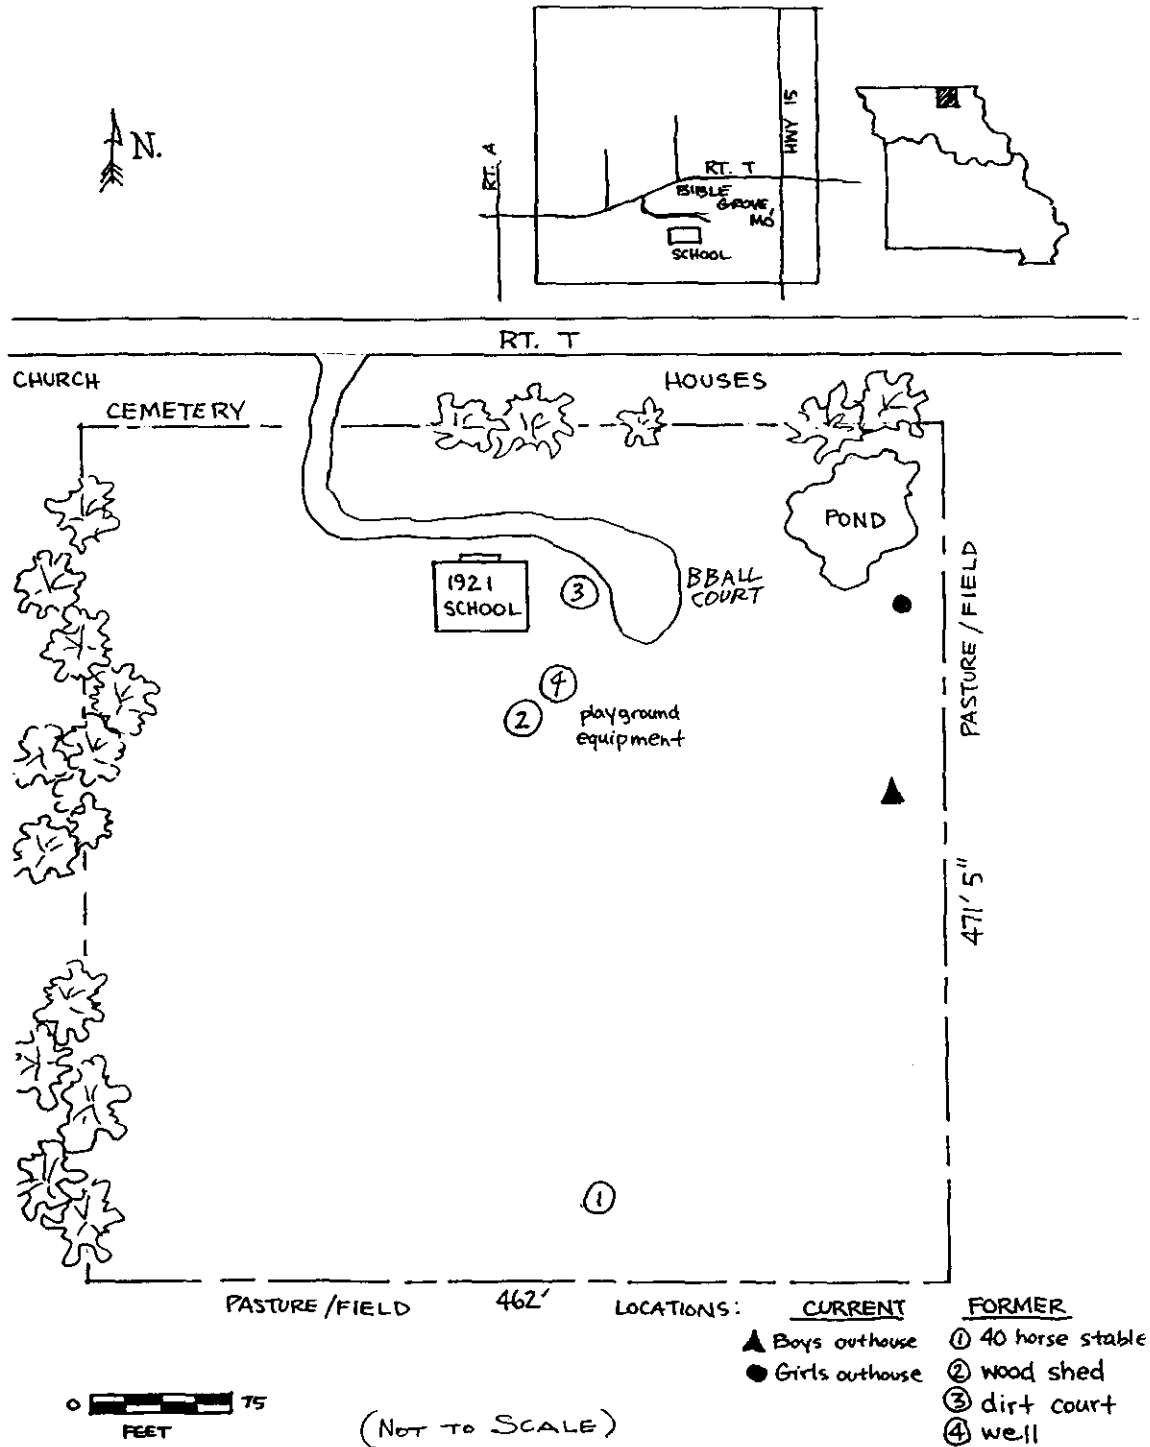 N.
RT. A
HWY 15
RT. T
BIBLE
GROVE,
MO
SCHOOL
RT. T
CHURCH
HOUSES
CEMETERY
POND
1921
SCHOOL
3
BBALL
COURT
PASTURE / FIELD
4
2
playground
equipment
471' 5"
1
PASTURE / FIELD
462'
LOCATIONS:
CURRENT
▲ Boys outhouse
● Girls outhouse
FORMER
① 40 horse stable
② wood shed
③ dirt court
④ well
0 75
FEET
(NOT TO SCALE)